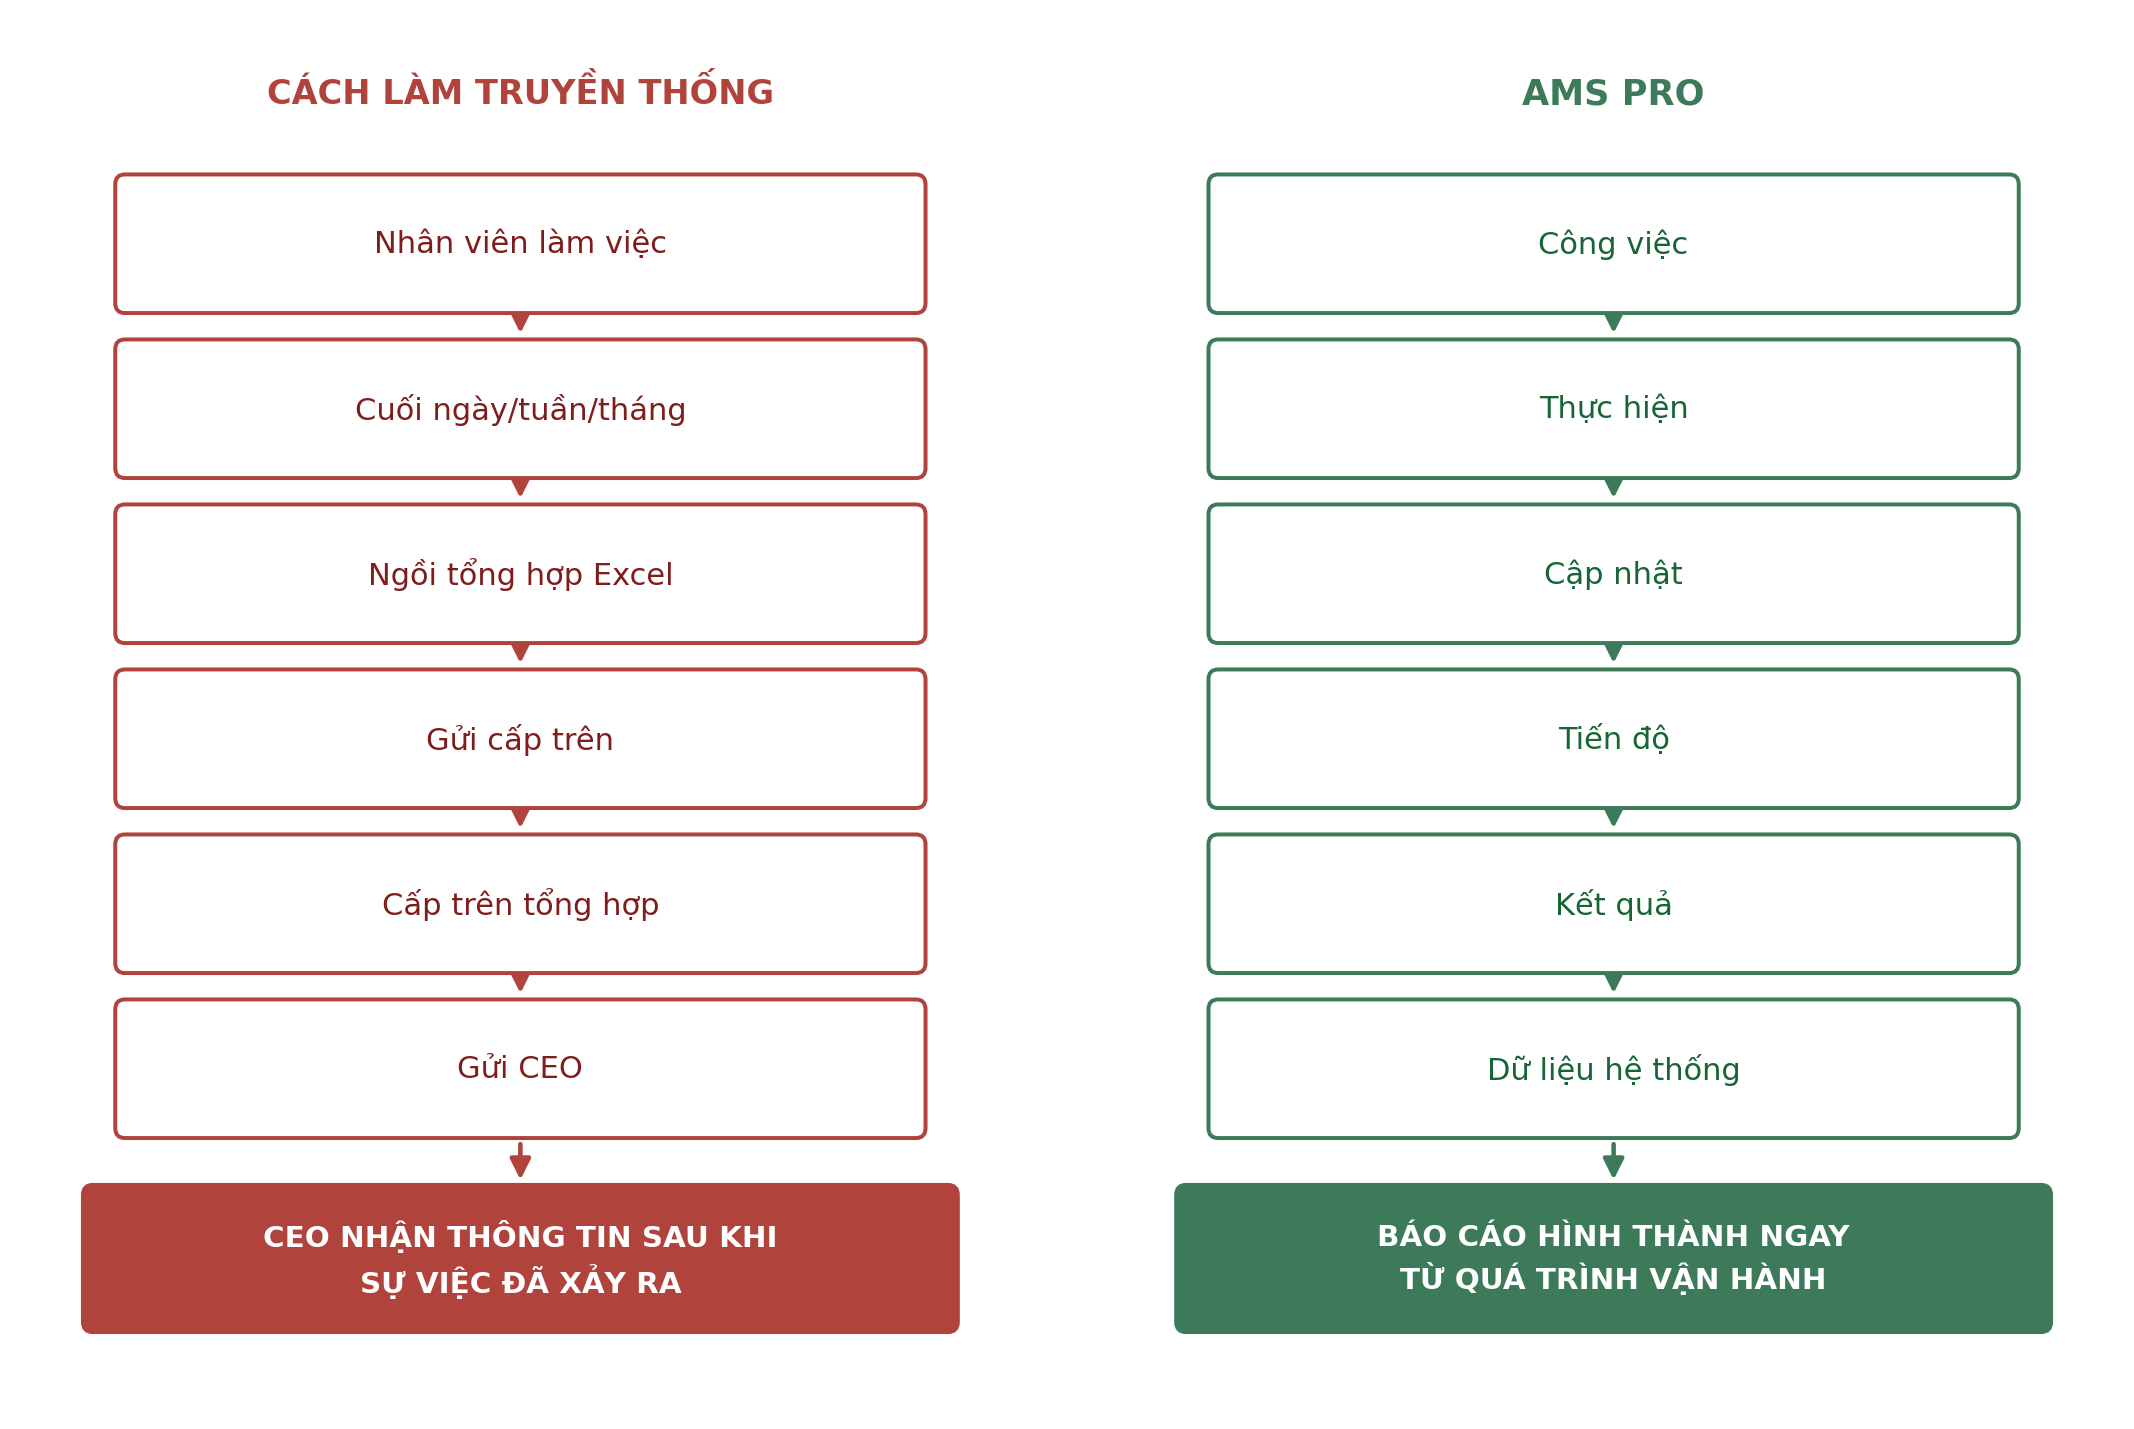 CÁCH LÀM TRUYỀN THỐNG
Nhân viên làm việc
Cuối ngày/tuần/tháng
Ngồi tổng hợp Excel
Gửi cấp trên
Cấp trên tổng hợp
Gửi CEO
CEO NHẬN THÔNG TIN SAU KHI
SỰ VIỆC ĐÃ XẢY RA
AMS PRO
Công việc
Thực hiện
Cập nhật
Tiến độ
Kết quả
Dữ liệu hệ thống
BÁO CÁO HÌNH THÀNH NGAY
TỪ QUÁ TRÌNH VẬN HÀNH